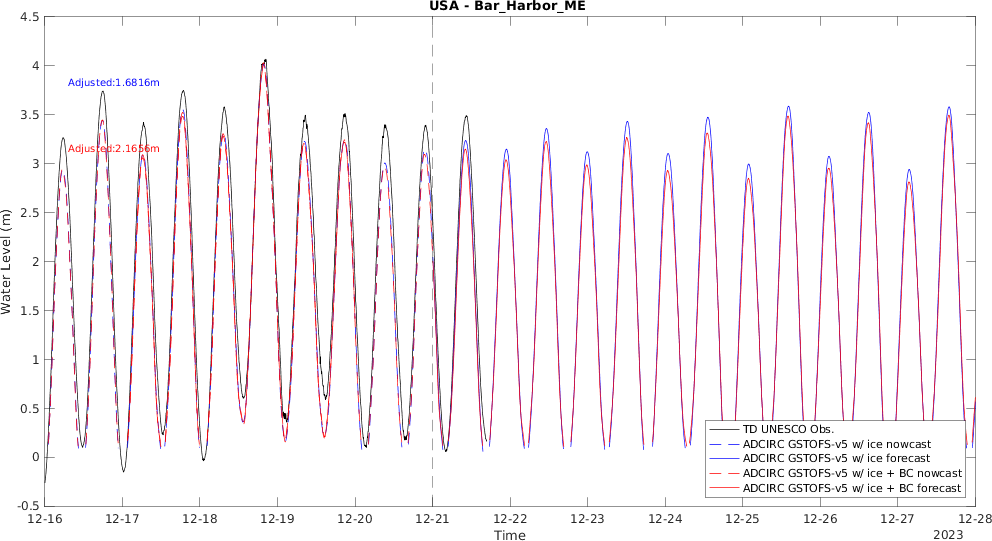 USA - Bar_Harbor_ME
4.5
4
3.5
3
2.5
2
1.5
1
0.5
0
-0.5
Water Level (m)
Adjusted:1.6816m
Adjusted:2.1656m
TD UNESCO Obs.
ADCIRC GSTOFS-v5 w/ ice nowcast
ADCIRC GSTOFS-v5 w/ ice forecast
ADCIRC GSTOFS-v5 w/ ice + BC nowcast
ADCIRC GSTOFS-v5 w/ ice + BC forecast
12-16 12-17 12-18 12-19 12-20 12-21 12-22 12-23 12-24 12-25 12-26 12-27 12-28
Time
2023